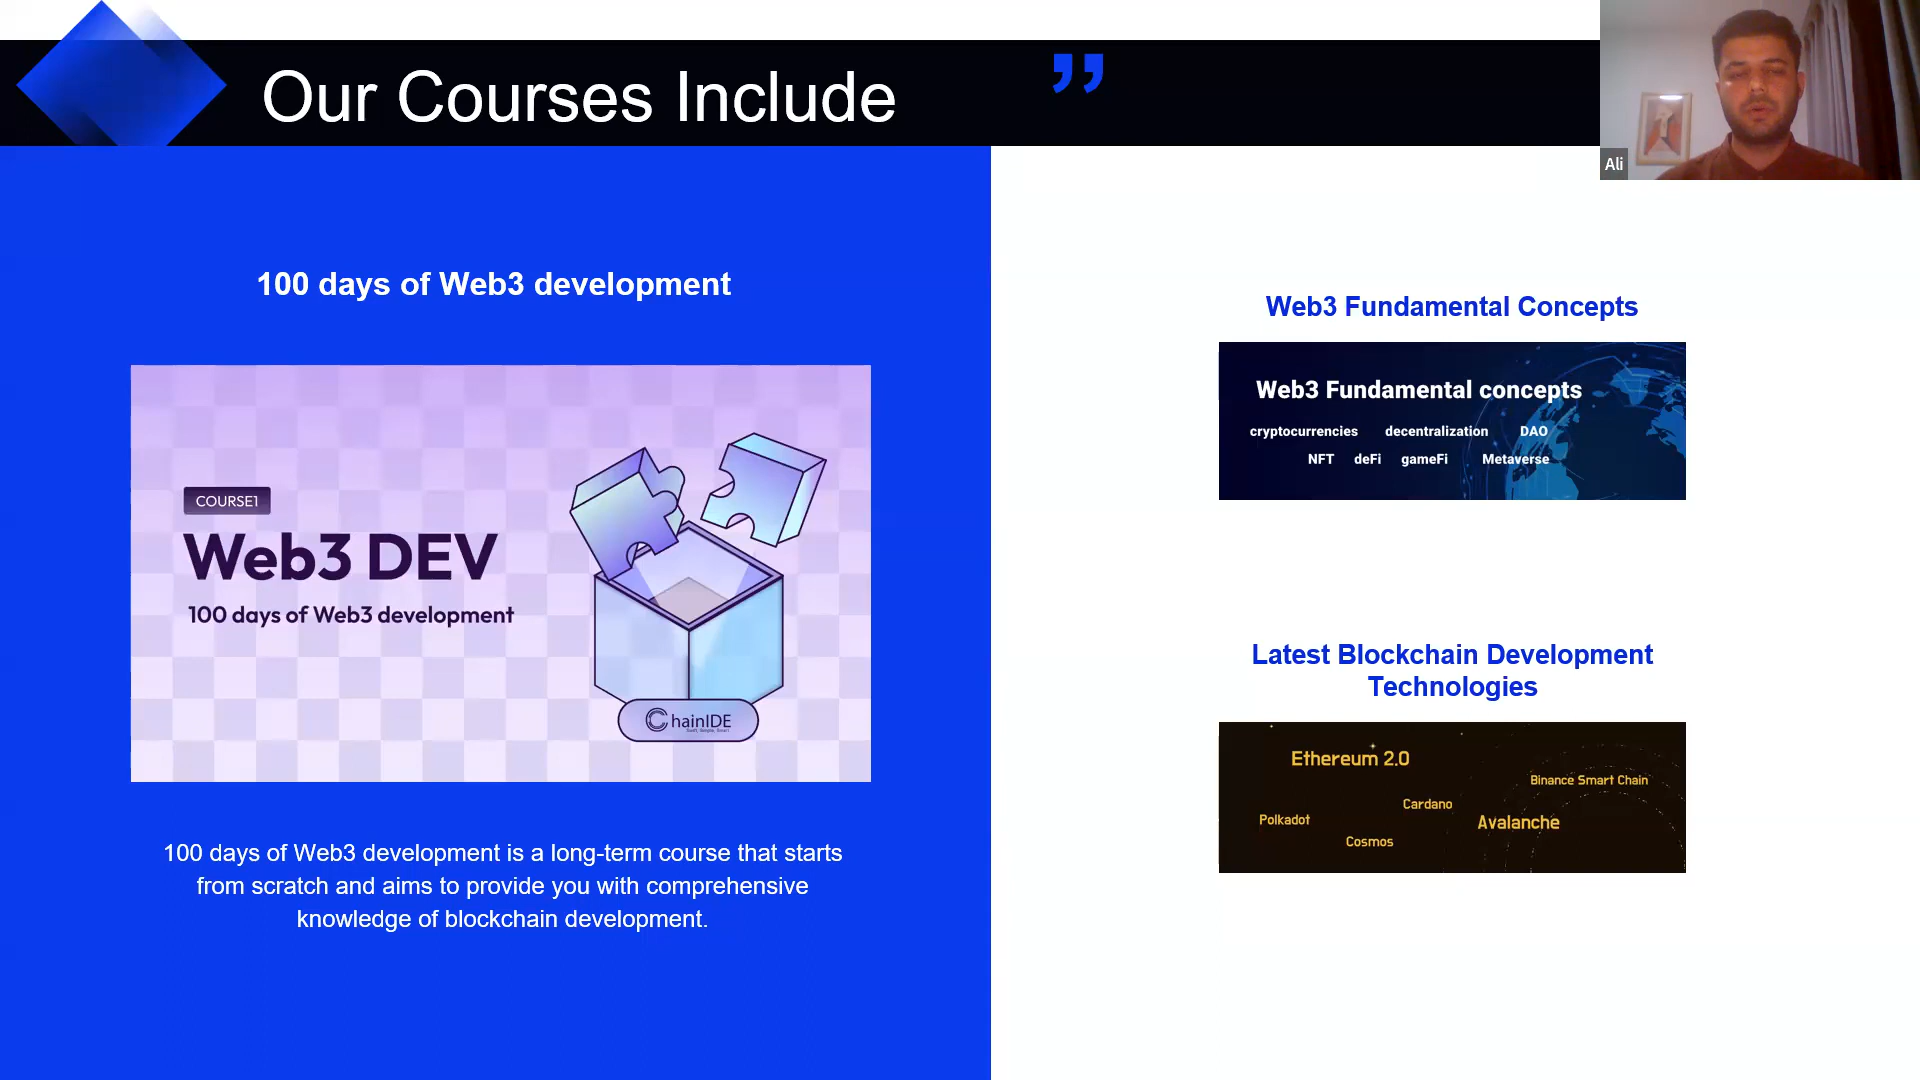 Our Courses Include
”
Ali
100 days of Web3 development
COURSE1
Web3 DEV
100 days of Web3 development
ChainIDE
100 days of Web3 development is a long-term course that starts
from scratch and aims to provide you with comprehensive
knowledge of blockchain development.
Web3 Fundamental Concepts
Web3 Fundamental concepts
cryptocurrencies decentralization DAO
NFT deFi gameFi Metaverse
Latest Blockchain Development
Technologies
Ethereum 2.0
Binance Smart Chain
Cardano
Polkadot
Avalanche
Cosmos